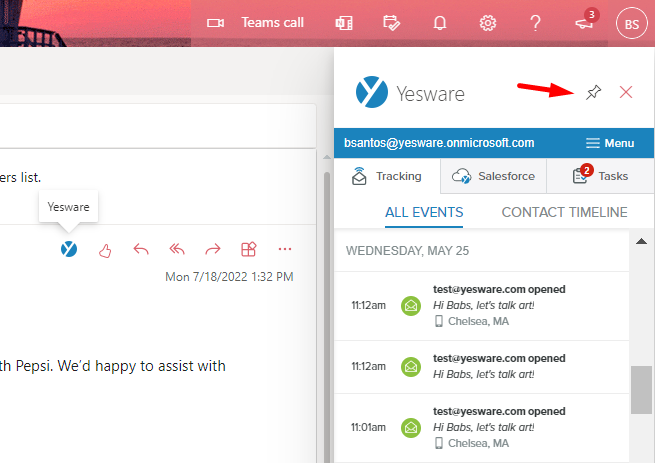 Teams call
3
BS
Yesware
bsantos@yesware.onmicrosoft.com
Menu
Tracking
Salesforce
2
Tasks
ALL EVENTS
CONTACT TIMELINE
WEDNESDAY, MAY 25
11:12am
test@yesware.com opened
Hi Babs, let's talk art!
Chelsea, MA
11:12am
test@yesware.com opened
Hi Babs, let's talk art!
11:01am
test@yesware.com opened
Hi Babs, let's talk art!
Chelsea, MA
ers list.
Yesware
Mon 7/18/2022 1:32 PM
th Pepsi. We'd happy to assist with